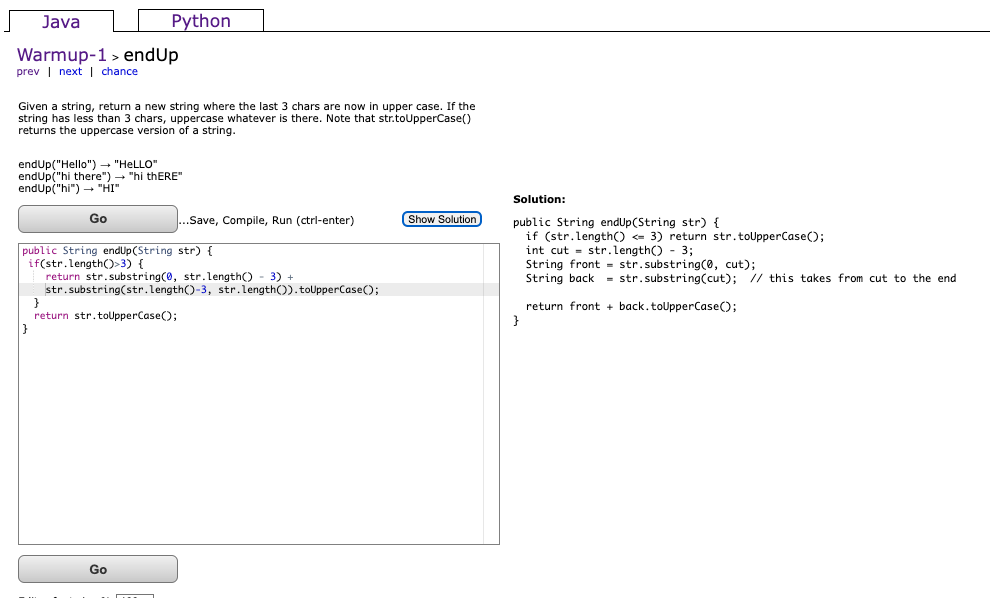 Java
Python
Warmup-1 > endUp
prev | next | chance
Given a string, return a new string where the last 3 chars are now in upper case. If the
string has less than 3 chars, uppercase whatever is there. Note that str.toUpperCase()
returns the uppercase version of a string.
endUp("Hello") → "HeLLO"
endUp("hi there") → "hi thERE"
endUp("hi") → "HI"
Go
...Save, Compile, Run (ctrl-enter)
Show Solution
public String endUp(String str) {
if(str.length()>3) {
return str.substring(0, str.length() - 3) +
str.substring(str.length()-3, str.length()).toUpperCase();
}
return str.toUpperCase();
}
Go
Solution:
public String endUp(String str) {
if (str.length() <= 3) return str.toUpperCase();
int cut = str.length() - 3;
String front = str.substring(0, cut);
String back  = str.substring(cut);  // this takes from cut to the end
return front + back.toUpperCase();
}